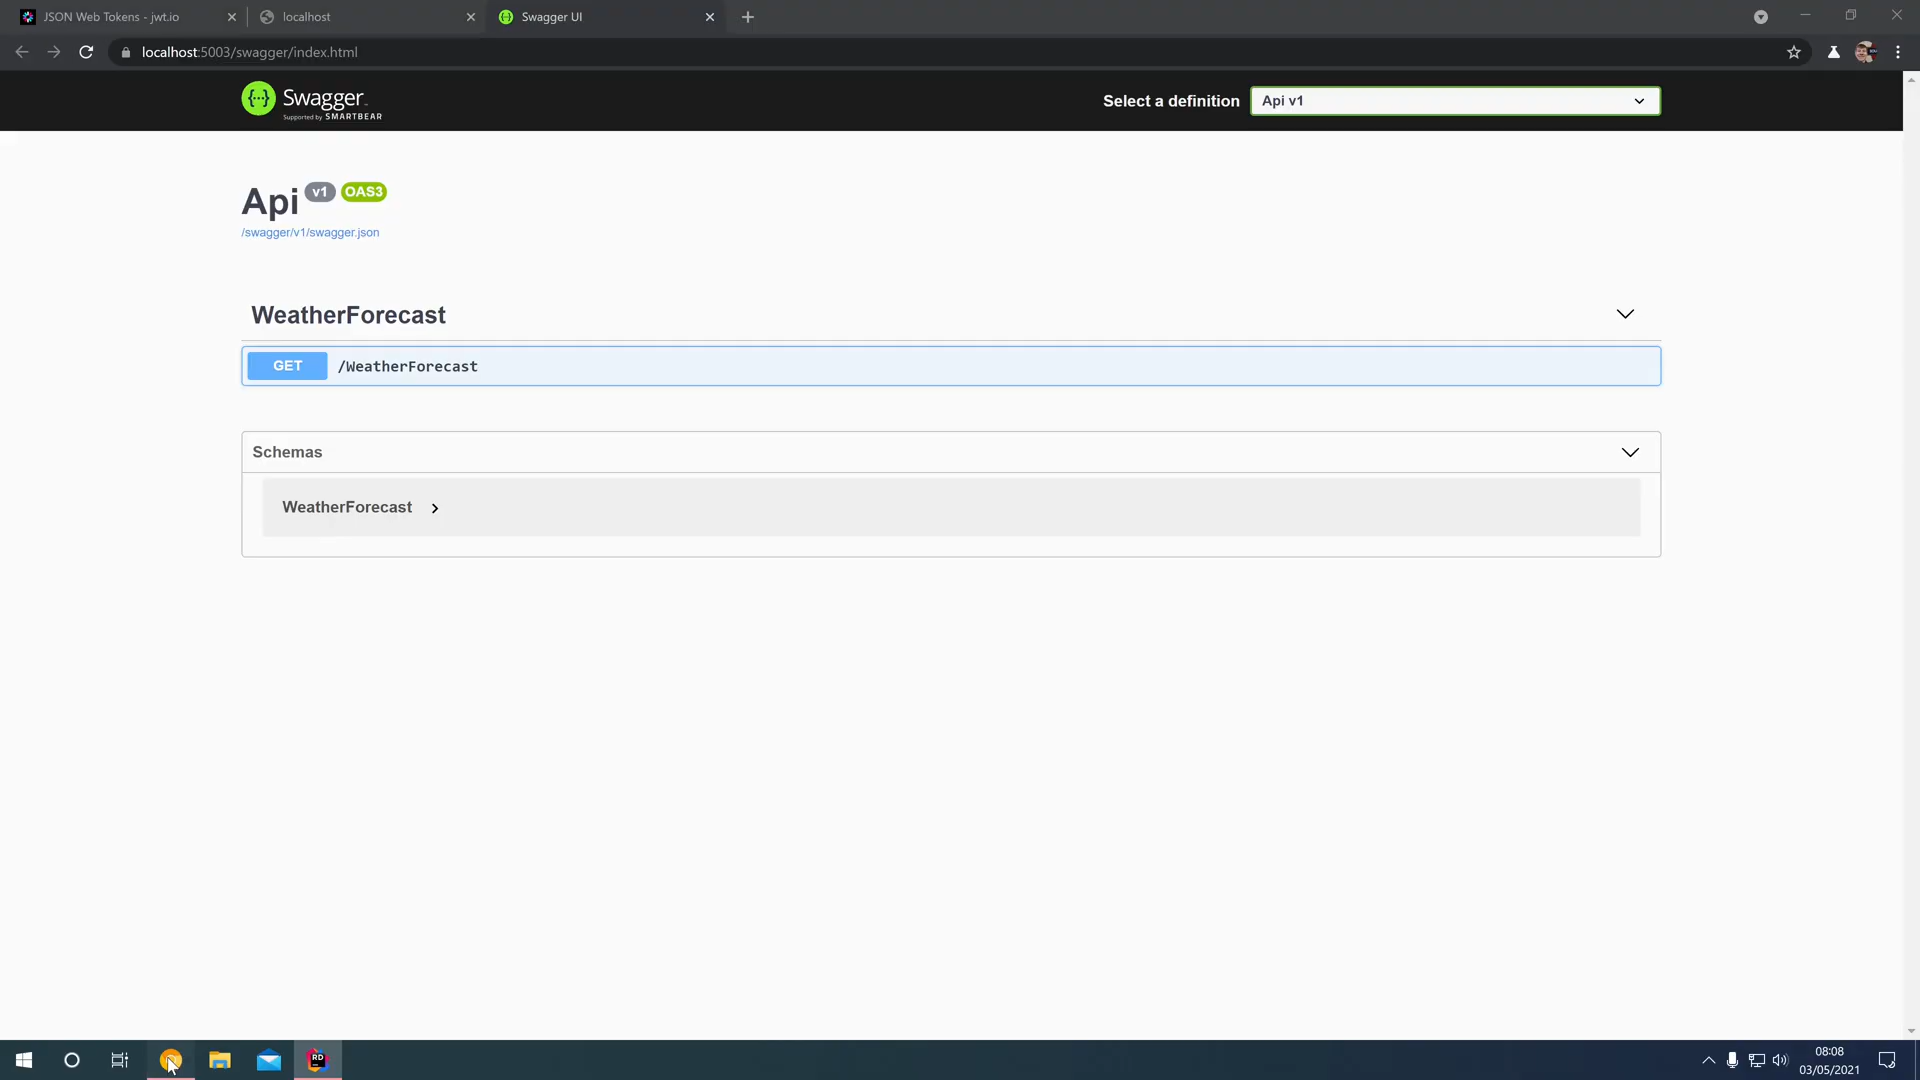 JSON Web Tokens - jwt.io
localhost
Swagger UI
localhost:5003/swagger/index.html
Swagger
Supported by SMARTBEAR
Select a definition
Api v1
Api v1 OAS3
/swagger/v1/swagger.json
WeatherForecast
GET /WeatherForecast
Schemas
WeatherForecast
RD
08:08
03/05/2021